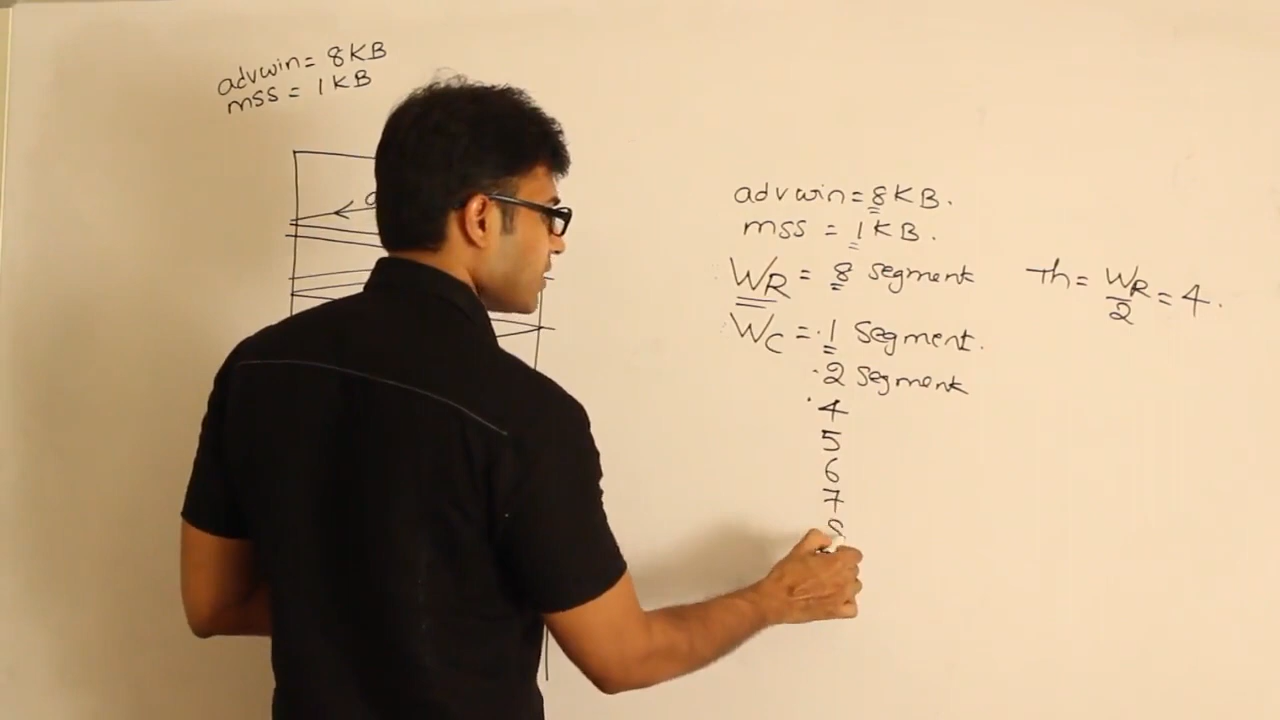 advwin = 8KB
mss = 1KB
advwin = 8KB.
mss = 1KB.
WR = 8 segment
Th = WR/2 = 4.
WC = 1 segment.
2 segment
4
5
6
7